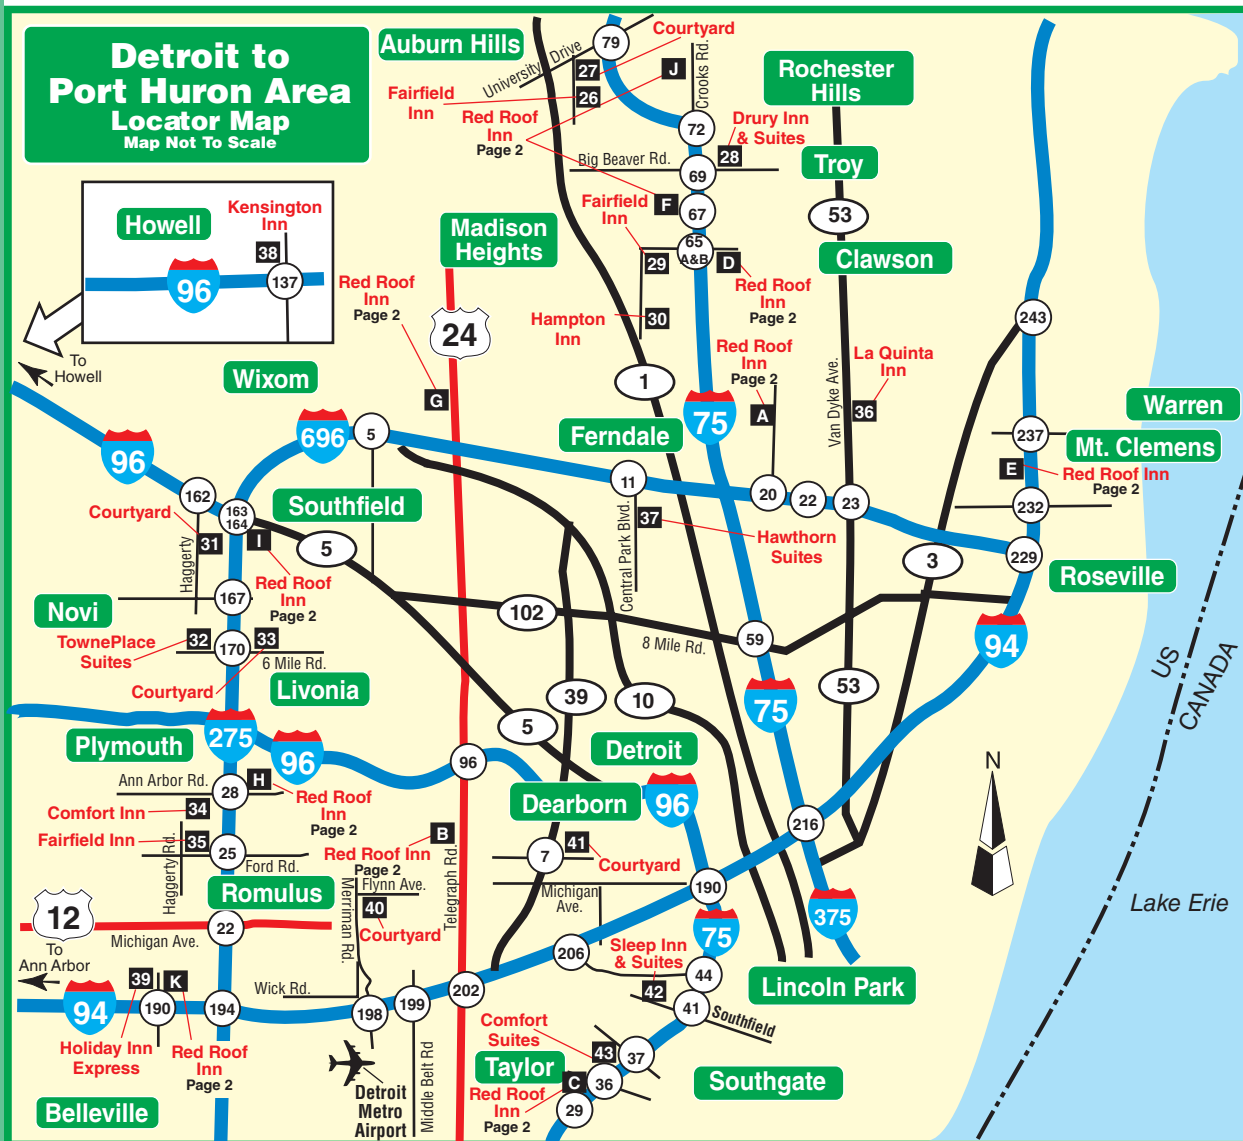 Detroit to
Port Huron Area
Locator Map
Map Not To Scale
Auburn Hills
79
Courtyard
University Drive
27
26
J
Crooks Rd.
Fairfield
Inn
Red Roof
Inn
Page 2
72
Drury Inn
& Suites
28
Big Beaver Rd.
69
Rochester
Hills
Troy
53
Clawson
Howell
Kensington
Inn
38
96
137
To
Howell
Madison
Heights
Fairfield
Inn
F
67
65
A&B
29
D
Red Roof
Inn
Page 2
Red Roof
Inn
Page 2
24
Hampton
Inn
30
G
Wixom
1
75
Red Roof
Inn
Page 2
A
Van Dyke Ave.
La Quinta
Inn
36
243
Warren
237
Mt. Clemens
E
Red Roof Inn
Page 2
232
96
696
5
Ferndale
11
20
22
23
162
163
164
Southfield
Courtyard
31
I
5
Haggerty
Red Roof
Inn
Page 2
Central Park Blvd.
37
Hawthorn
Suites
3
229
Roseville
Novi
167
102
8 Mile Rd.
59
94
TownePlace
Suites
32
33
170
6 Mile Rd.
Courtyard
Livonia
39
10
75
53
US
CANADA
Plymouth
275
96
5
Detroit
96
N
Ann Arbor Rd.
28
H
Red Roof
Inn
Page 2
Comfort Inn
34
Dearborn
96
216
Fairfield Inn
35
25
Ford Rd.
Haggerty Rd.
B
Red Roof Inn
Page 2
Telegraph Rd.
7
41
Courtyard
Romulus
Flynn Ave.
Merriman Rd.
40
Courtyard
Michigan
Ave.
190
12
22
Michigan Ave.
To
Ann Arbor
375
75
Lake Erie
206
Sleep Inn
& Suites
42
44
Lincoln Park
94
39
K
190
194
Wick Rd.
198
199
202
41
Southfield
Holiday Inn
Express
Red Roof
Inn
Page 2
Comfort
Suites
43
37
Detroit
Metro
Airport
Middle Belt Rd
Taylor
C
36
Red Roof
Inn
Page 2
29
Southgate
Belleville